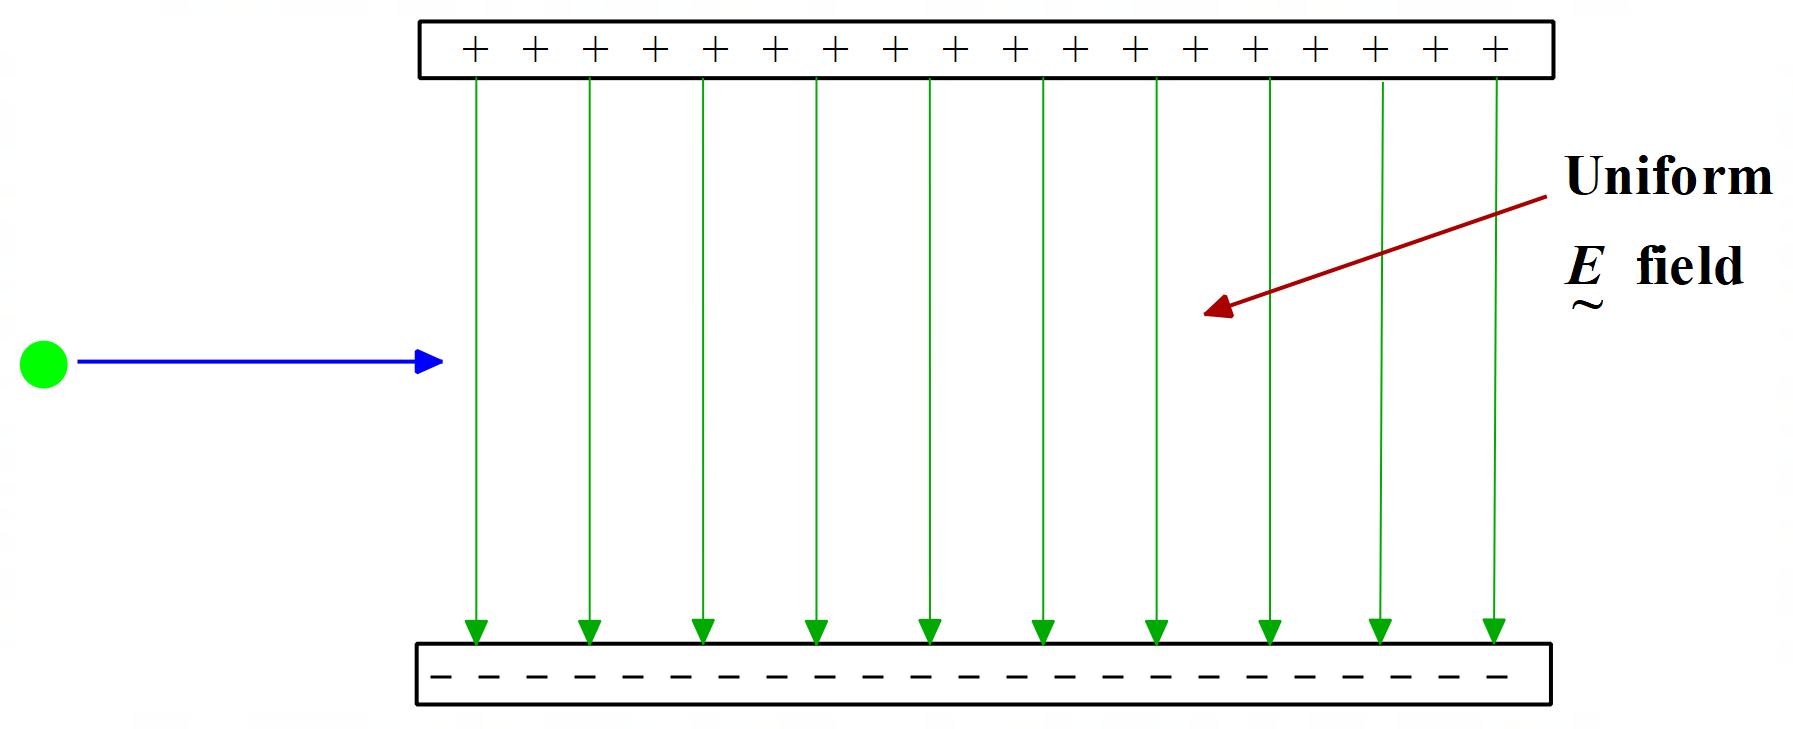 + + + + + + + + + + + + + + + + + +
Uniform
E field
~
− − − − − − − − − − − − − − − − − − − − − − −